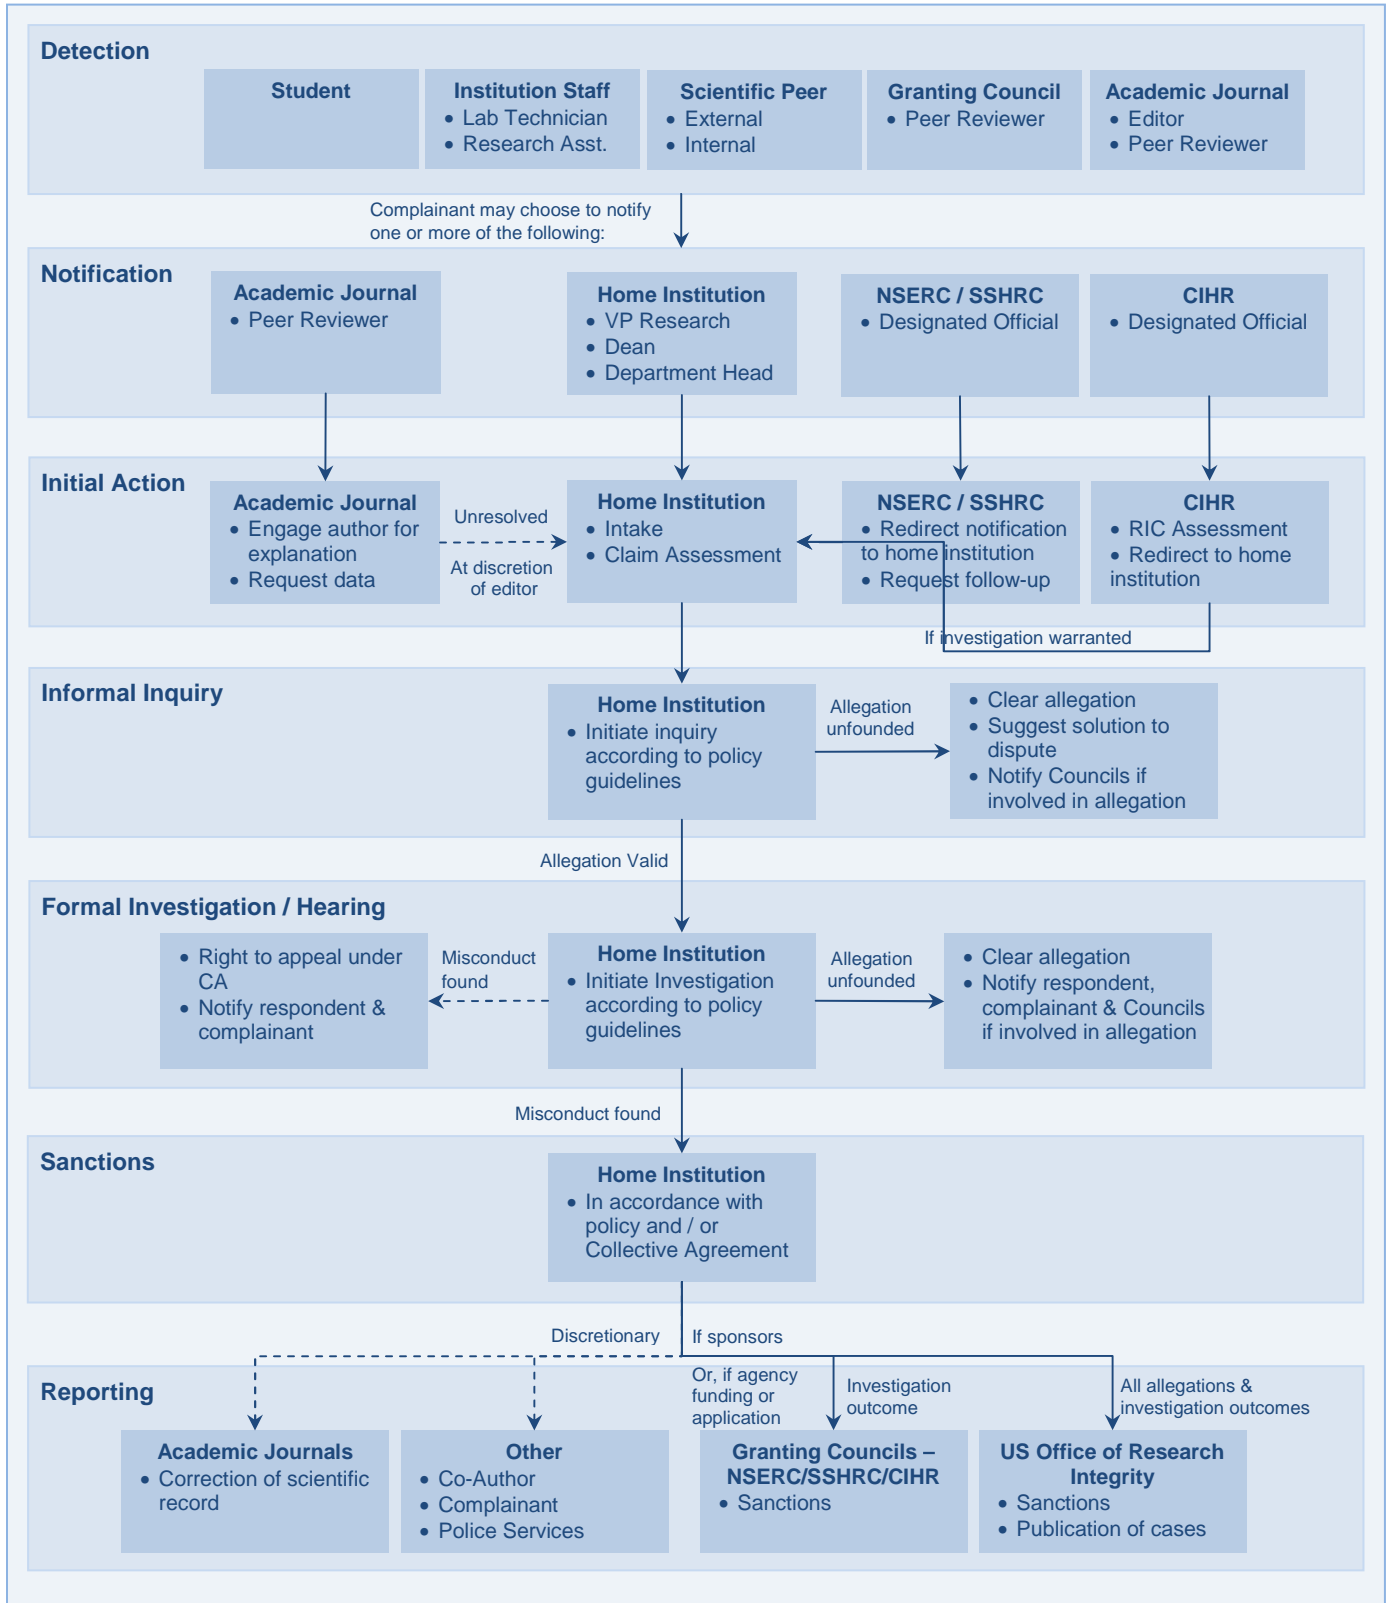 Detection
Student
Institution Staff
• Lab Technician
• Research Asst.
Scientific Peer
• External
• Internal
Granting Council
• Peer Reviewer
Academic Journal
• Editor
• Peer Reviewer
Complainant may choose to notify
one or more of the following:
Notification
Academic Journal
• Peer Reviewer
Home Institution
• VP Research
• Dean
• Department Head
NSERC / SSHRC
• Designated Official
CIHR
• Designated Official
Initial Action
Academic Journal
• Engage author for
explanation
• Request data
Unresolved
At discretion
of editor
Home Institution
• Intake
• Claim Assessment
NSERC / SSHRC
• Redirect notification
to home institution
• Request follow-up
CIHR
• RIC Assessment
• Redirect to home
institution
If investigation warranted
Informal Inquiry
Home Institution
• Initiate inquiry
according to policy
guidelines
Allegation
unfounded
• Clear allegation
• Suggest solution to
dispute
• Notify Councils if
involved in allegation
Allegation Valid
Formal Investigation / Hearing
• Right to appeal under
CA
• Notify respondent &
complainant
Misconduct
found
Home Institution
• Initiate Investigation
according to policy
guidelines
Allegation
unfounded
• Clear allegation
• Notify respondent,
complainant & Councils
if involved in allegation
Misconduct found
Sanctions
Home Institution
• In accordance with
policy and / or
Collective Agreement
Discretionary
If sponsors
Reporting
Or, if agency
funding or
application
Investigation
outcome
All allegations &
investigation outcomes
Academic Journals
• Correction of scientific
record
Other
• Co-Author
• Complainant
• Police Services
Granting Councils –
NSERC/SSHRC/CIHR
• Sanctions
US Office of Research
Integrity
• Sanctions
• Publication of cases